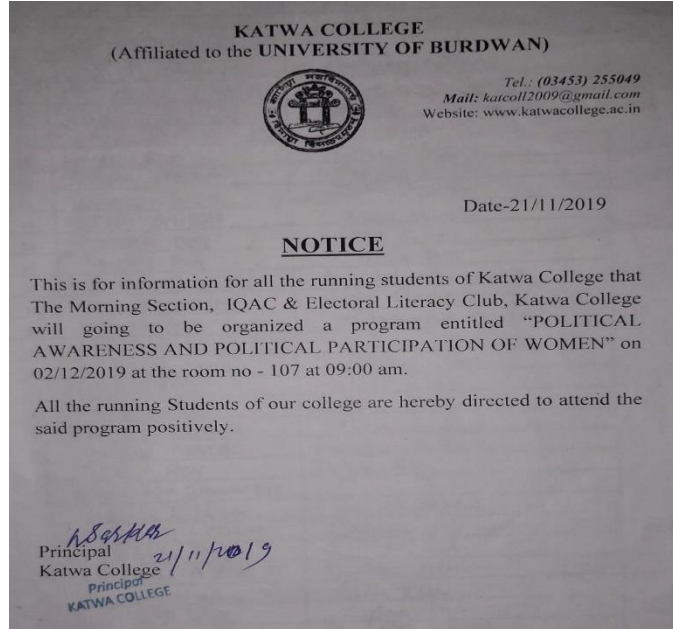 KATWA COLLEGE
(Affiliated to the UNIVERSITY OF BURDWAN)
Tel.: (03453) 255049
Mail: katcoll2009@gmail.com
Website: www.katwacollege.ac.in
Date-21/11/2019
NOTICE
This is for information for all the running students of Katwa College that
The Morning Section, IQAC & Electoral Literacy Club, Katwa College
will going to be organized a program entitled “POLITICAL
AWARENESS AND POLITICAL PARTICIPATION OF WOMEN” on
02/12/2019 at the room no - 107 at 09:00 am.
All the running Students of our college are hereby directed to attend the
said program positively.
Principal
21/11/2019
Katwa College
Principal
KATWA COLLEGE